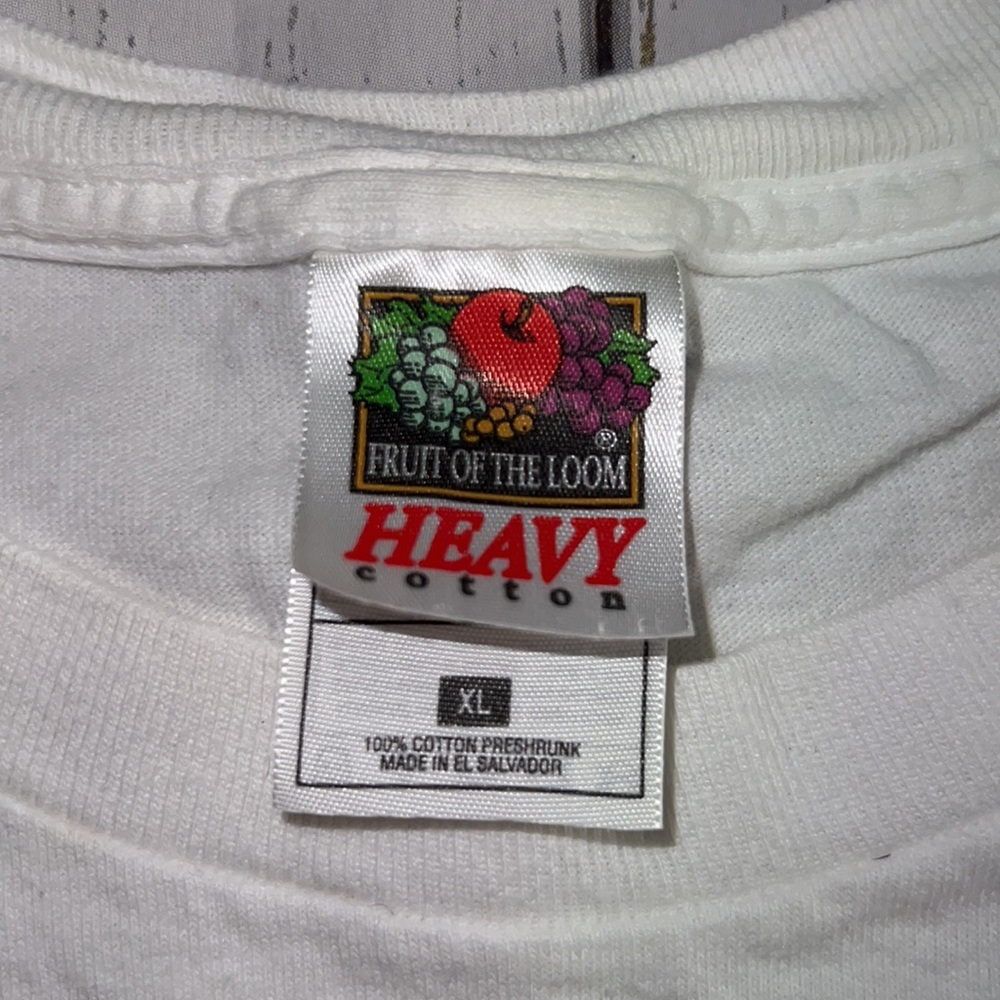 ®
FRUIT OF THE LOOM
HEAVY
cotton
XL
100% COTTON PRESHRUNK
MADE IN EL SALVADOR